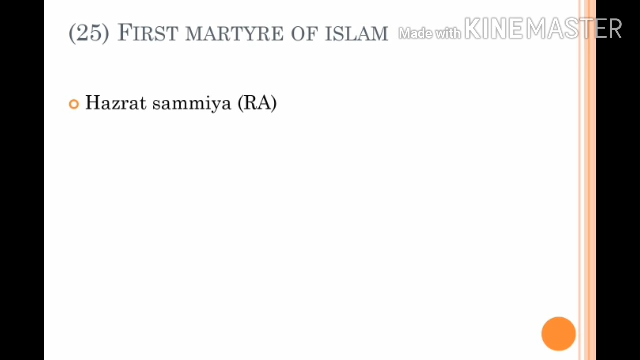 (25) FIRST MARTYRE OF ISLAM
Made with KINEMASTER
Hazrat sammiya (RA)